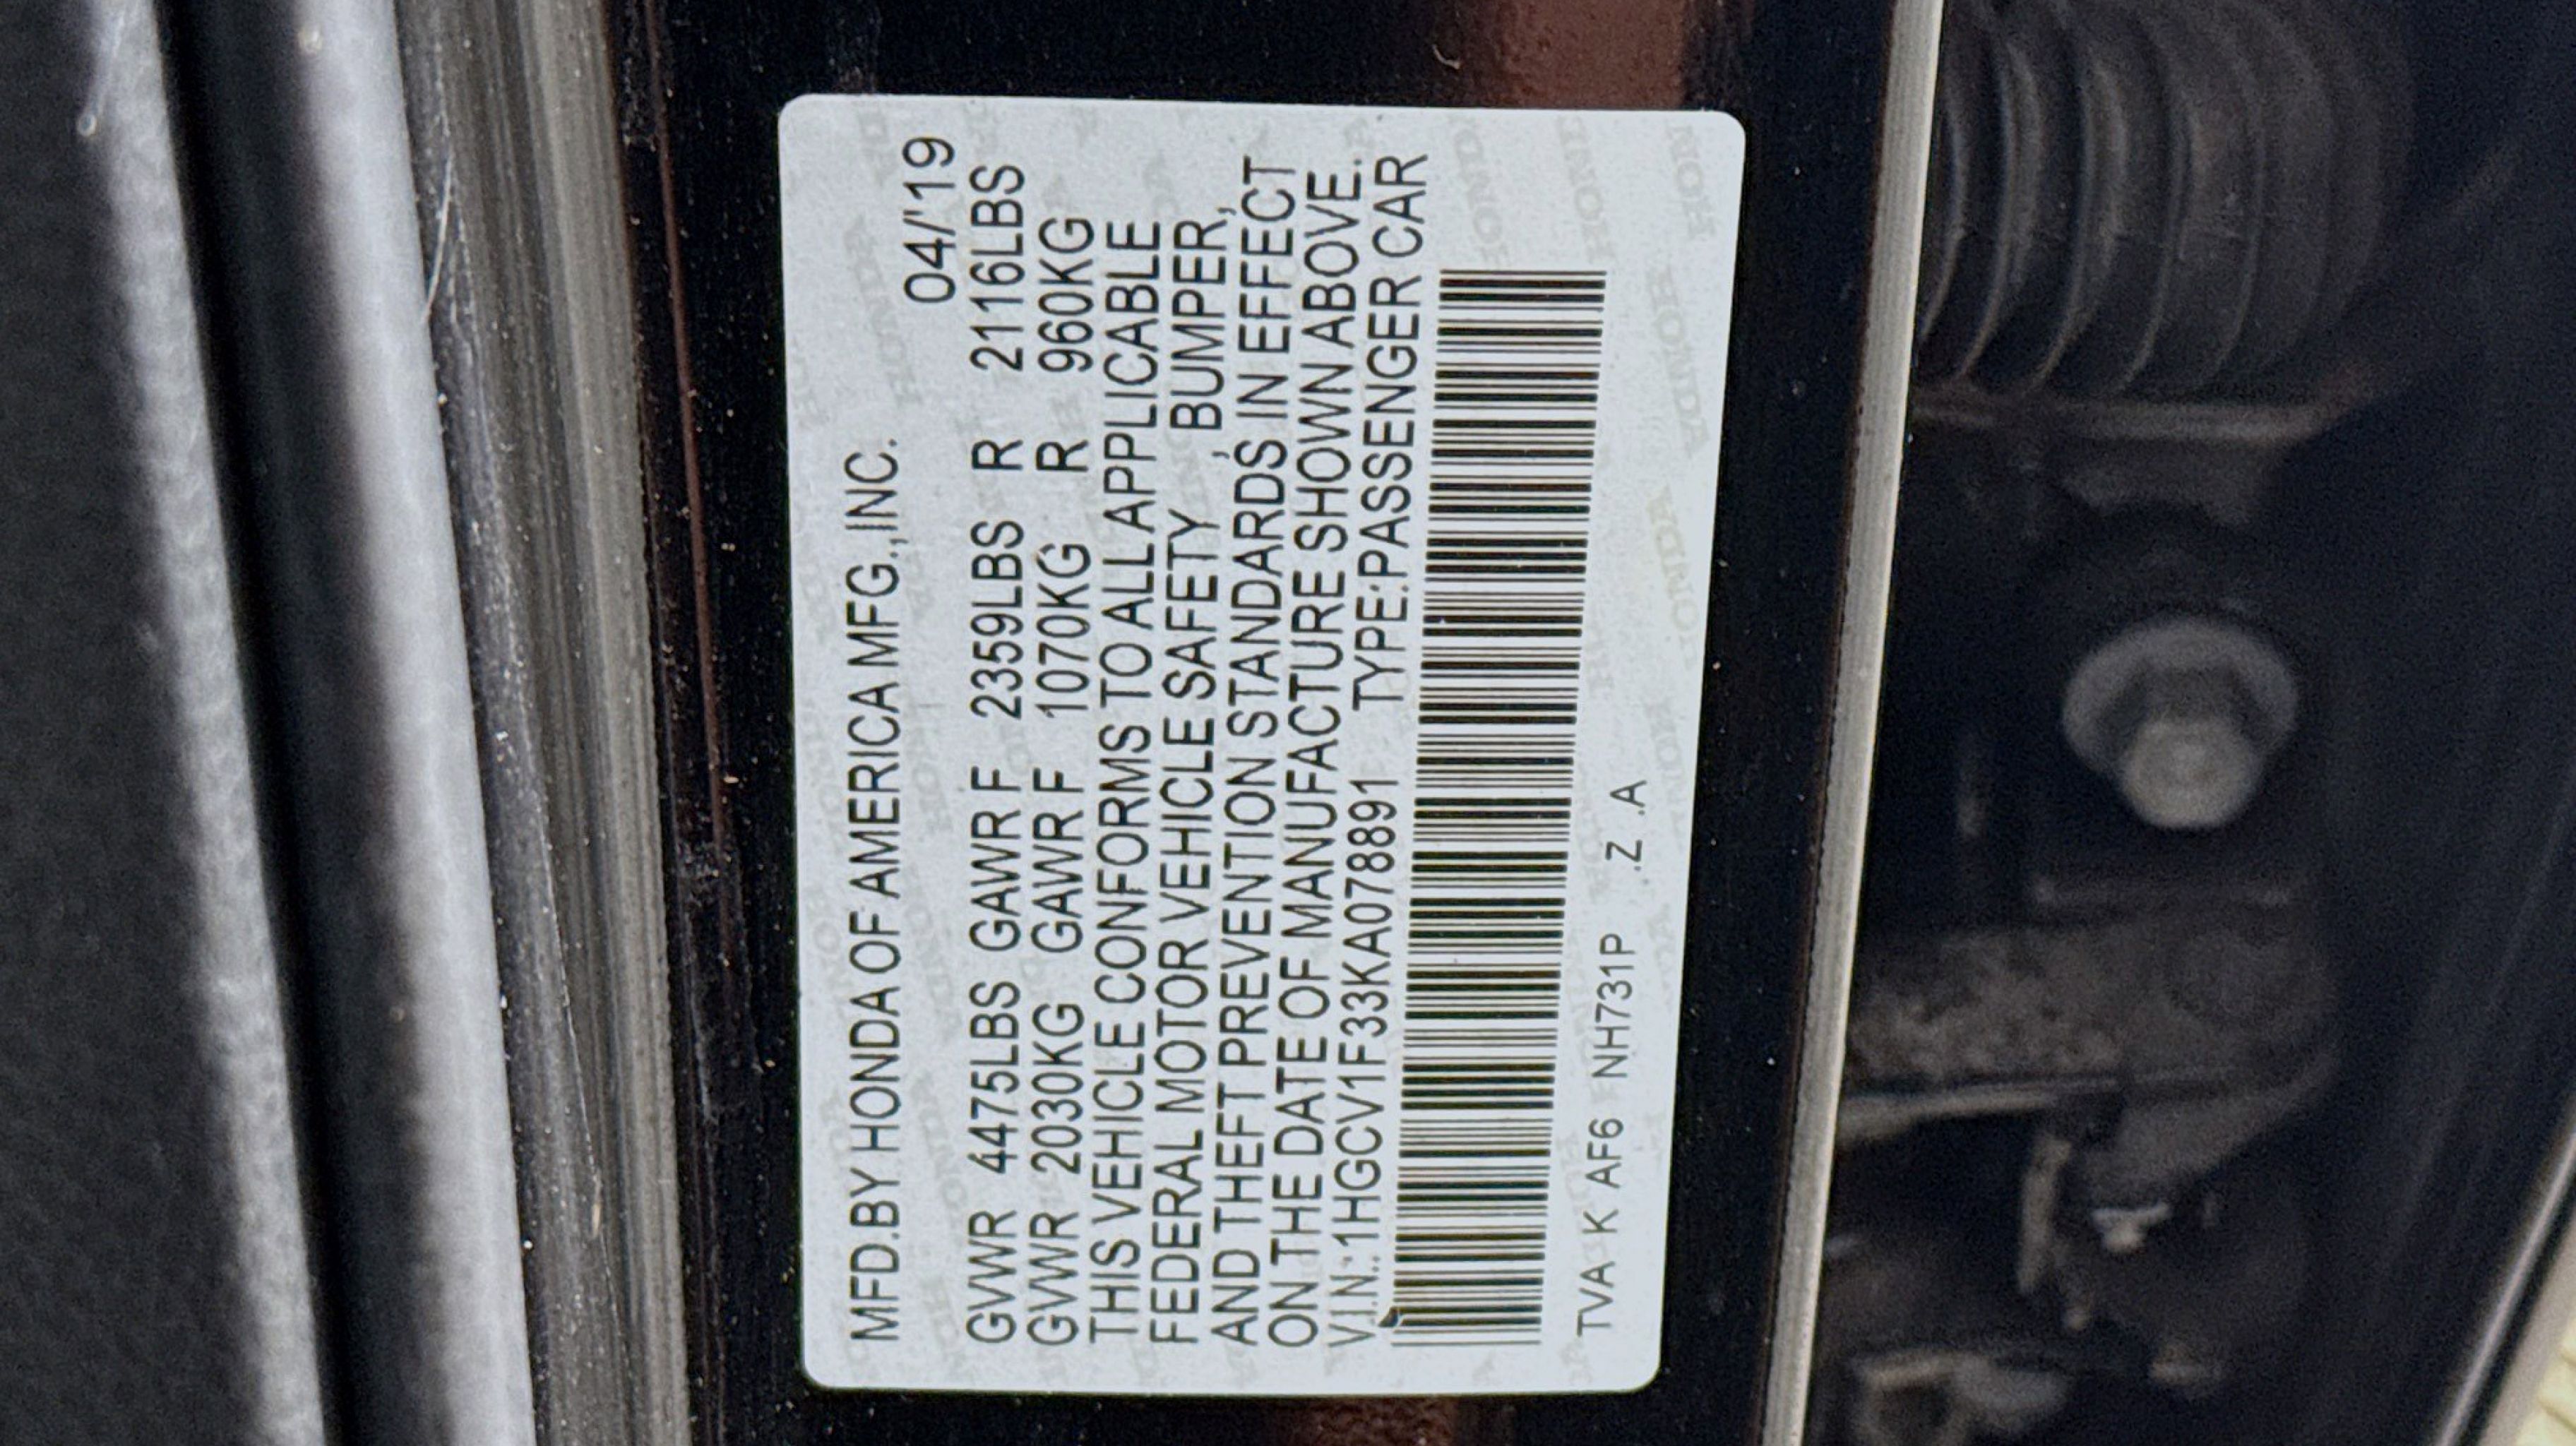 MFD.BY HONDA OF AMERICA MFG.,INC.
04/'19
GVWR 4475LBS GAWR F 2359LBS R 2116LBS
GVWR 2030KG GAWR F 1070KG R 960KG
THIS VEHICLE CONFORMS TO ALL APPLICABLE
FEDERAL MOTOR VEHICLE SAFETY , BUMPER,
AND THEFT PREVENTION STANDARDS IN EFFECT
ON THE DATE OF MANUFACTURE SHOWN ABOVE.
V.I.N.:1HGCV1F33KA078891 TYPE:PASSENGER CAR
TVA K AF6 NH731P .Z .A